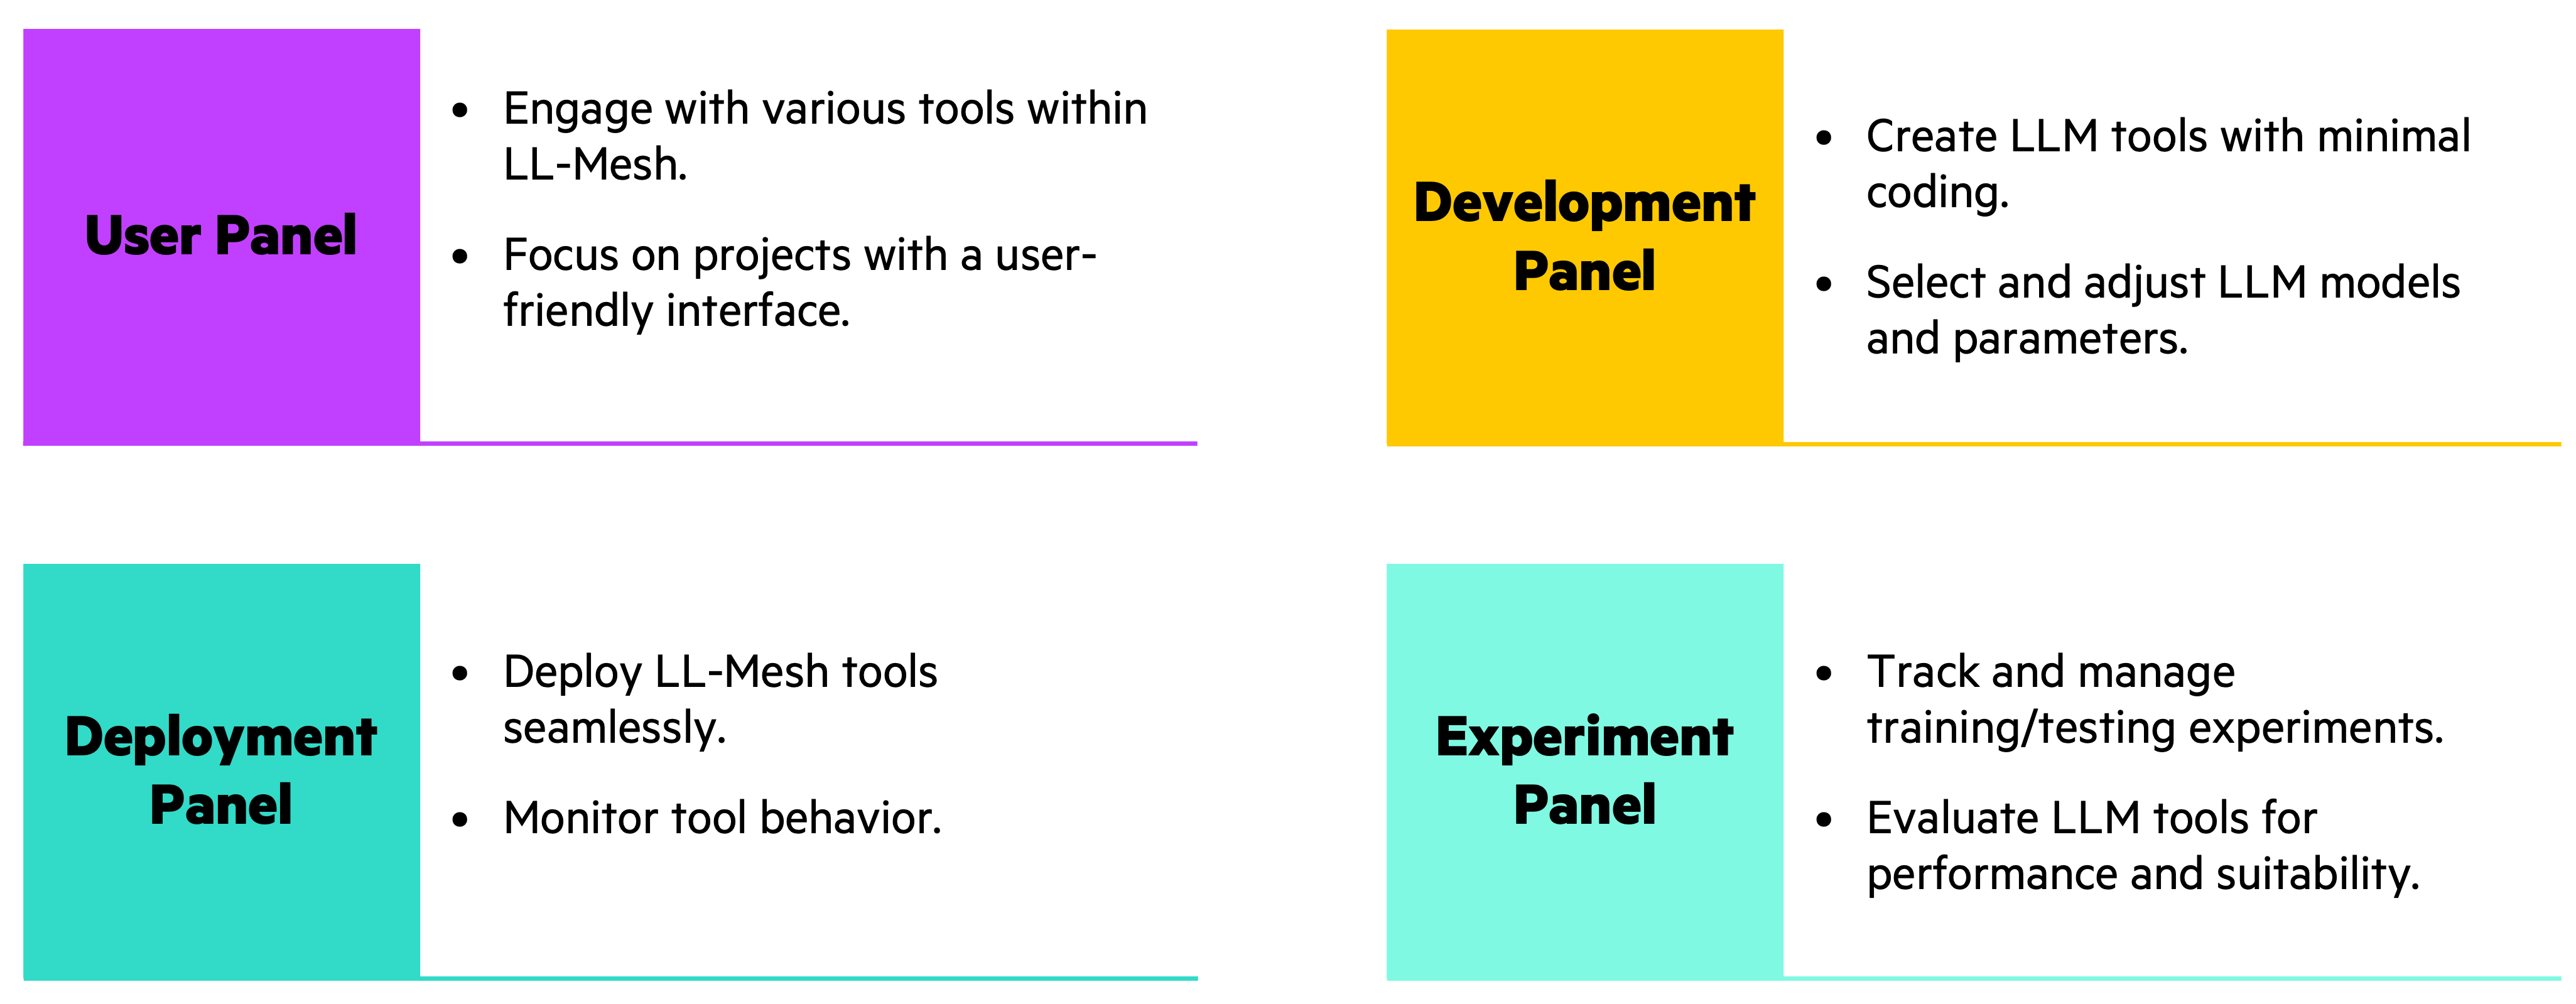 User Panel
• Engage with various tools within
LL-Mesh.
• Focus on projects with a user-
friendly interface.
Development
Panel
• Create LLM tools with minimal
coding.
• Select and adjust LLM models
and parameters.
Deployment
Panel
• Deploy LL-Mesh tools
seamlessly.
• Monitor tool behavior.
Experiment
Panel
• Track and manage
training/testing experiments.
• Evaluate LLM tools for
performance and suitability.